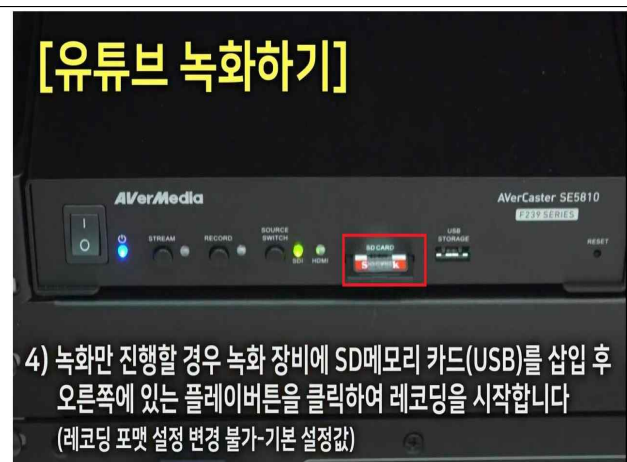 [유튜브 녹화하기]
AVerMedia
AVerCaster SE5810
F239 SERIES
STREAM
RECORD
SOURCE SWITCH
SDI
HDMI
SD CARD
USB STORAGE
RESET
4) 녹화만 진행할 경우 녹화 장비에 SD메모리 카드(USB)를 삽입 후
오른쪽에 있는 플레이버튼을 클릭하여 레코딩을 시작합니다
(레코딩 포맷 설정 변경 불가-기본 설정값)